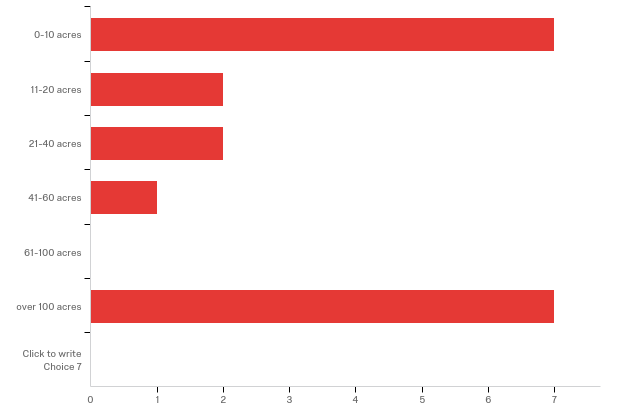 0-10 acres
11-20 acres
21-40 acres
41-60 acres
61-100 acres
over 100 acres
Click to write
Choice 7
0 1 2 3 4 5 6 7